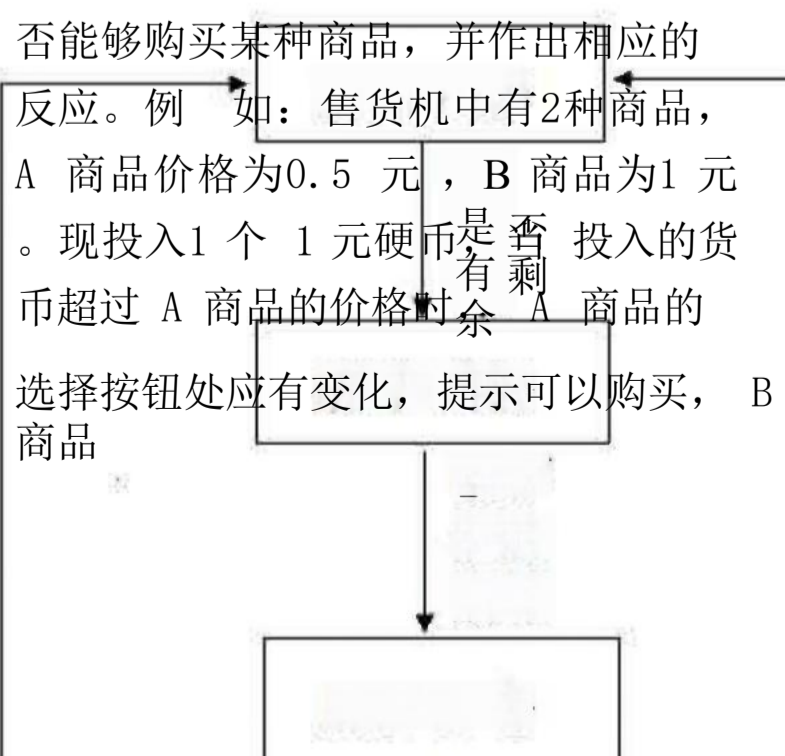 否能够购买某种商品，并作出相应的
反应。例 如：售货机中有2种商品，
A 商品价格为0.5 元 ，B 商品为1 元
。现投入1 个 1 元硬币，当 投入的货
币超过 A 商品的价格时， A 商品的
选择按钮处应有变化，提示可以购买， B
商品
是否
有剩
余